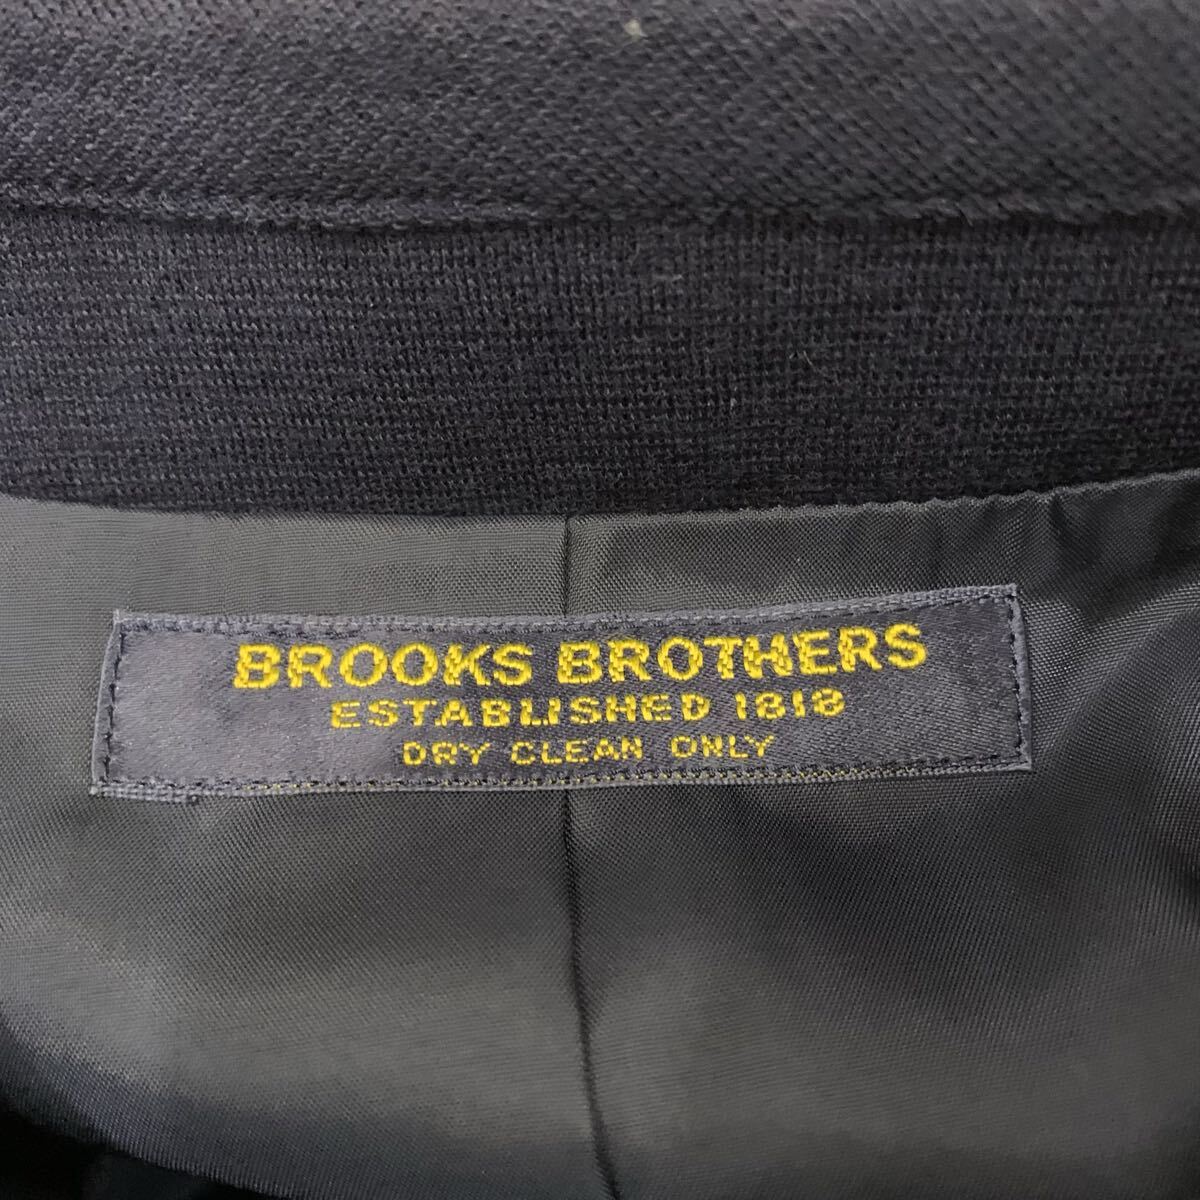 BROOKS BROTHERS
ESTABLISHED 1818
DRY CLEAN ONLY